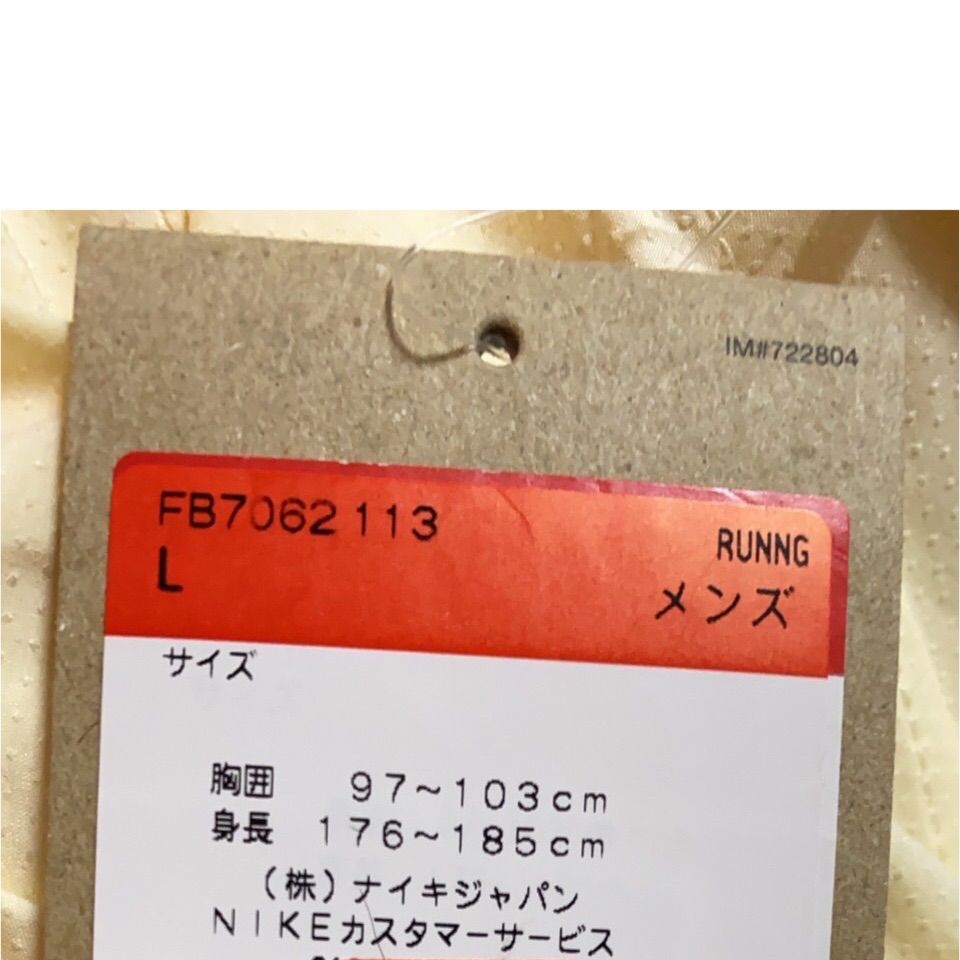 IM#722804
FB7062 113
RUNNG
L
メンズ
サイズ
胸囲 97~103cm
身長 176~185cm
(株)ナイキジャパン
NIKEカスタマーサービス